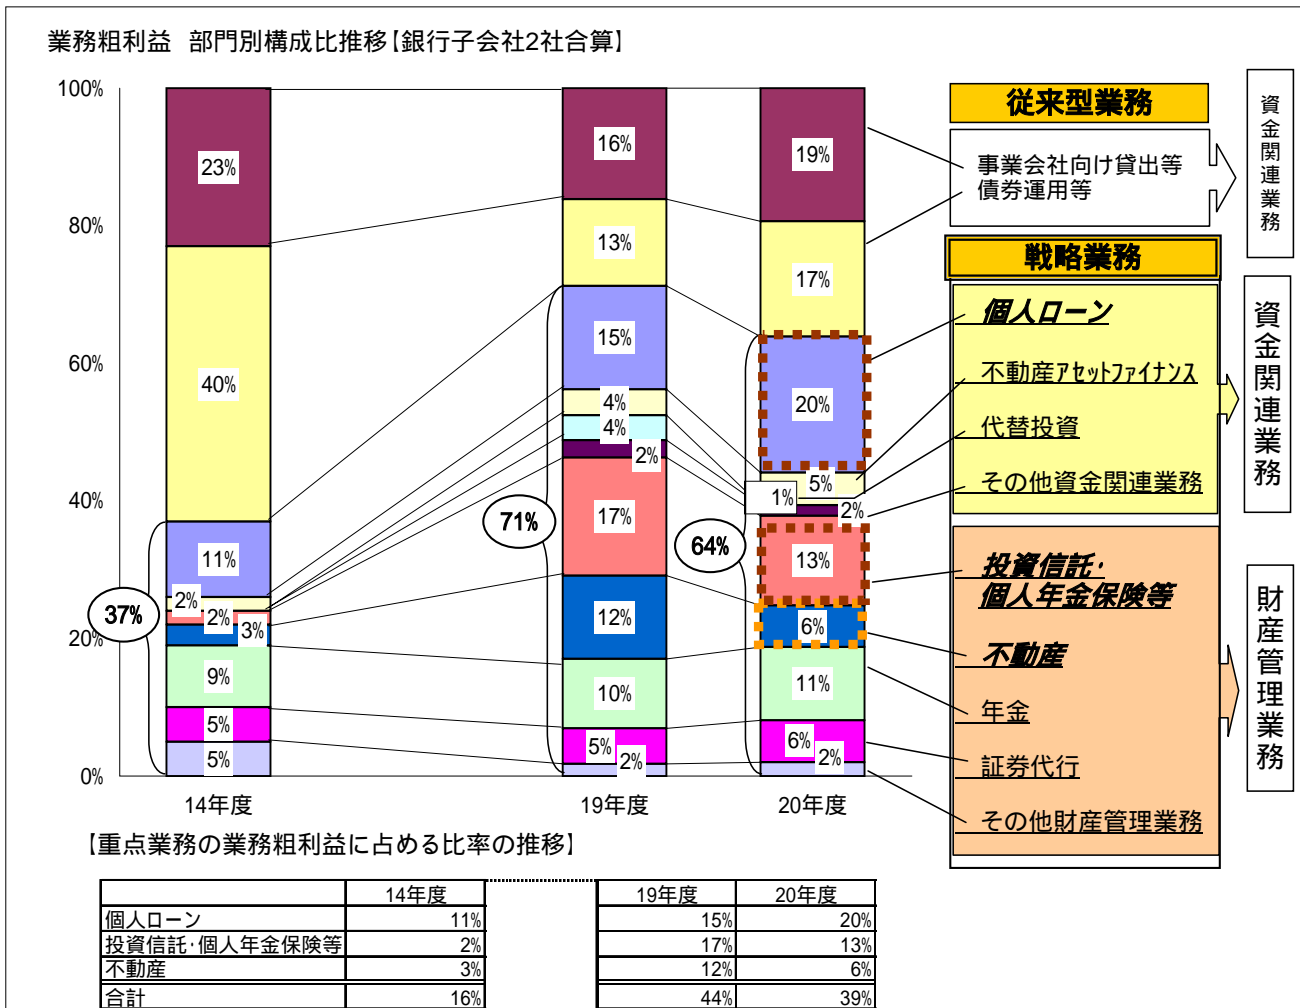 業務粗利益 部門別構成比推移【銀行子会社2社合算】
100%
80%
60%
40%
20%
0%
23%
40%
11%
2%
2%
3%
9%
5%
5%
37%
14年度
16%
13%
15%
4%
4%
2%
17%
12%
10%
5%
2%
71%
19年度
19%
17%
20%
5%
1%
2%
13%
6%
11%
6%
2%
64%
20年度
従来型業務
事業会社向け貸出等
債券運用等
資金関連業務
戦略業務
個人ローン
不動産アセットファイナンス
代替投資
その他資金関連業務
資金関連業務
投資信託・
個人年金保険等
不動産
年金
証券代行
その他財産管理業務
財産管理業務
【重点業務の業務粗利益に占める比率の推移】
14年度 19年度 20年度
個人ローン 11% 15% 20%
投資信託・個人年金保険等 2% 17% 13%
不動産 3% 12% 6%
合計 16% 44% 39%